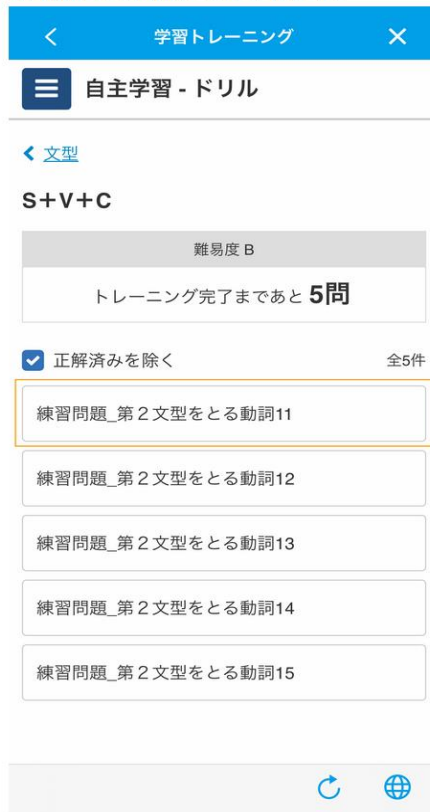 学習トレーニング
自主学習 - ドリル
文型
S+V+C
難易度 B
トレーニング完了まであと 5問
正解済みを除く 全5件
練習問題_第2文型をとる動詞11
練習問題_第2文型をとる動詞12
練習問題_第2文型をとる動詞13
練習問題_第2文型をとる動詞14
練習問題_第2文型をとる動詞15